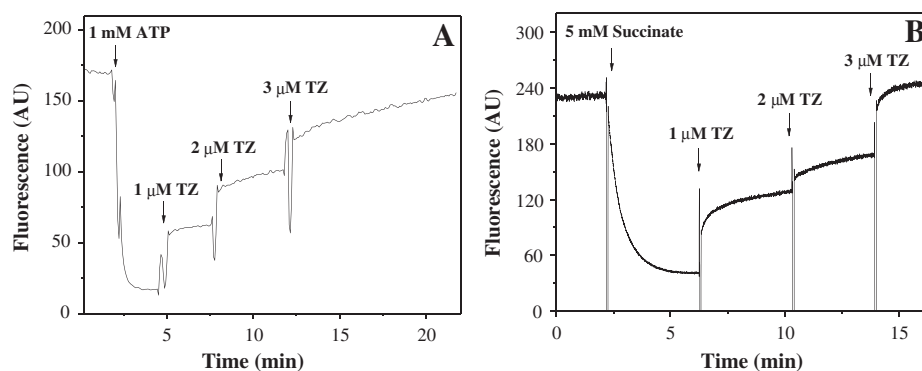 A
1 mM ATP
1 μM TZ
2 μM TZ
3 μM TZ
Fluorescence (AU)
200
150
100
50
0
5
10
15
20
Time (min)
B
5 mM Succinate
1 μM TZ
2 μM TZ
3 μM TZ
Fluorescence (AU)
300
240
180
120
60
0
0
5
10
15
Time (min)